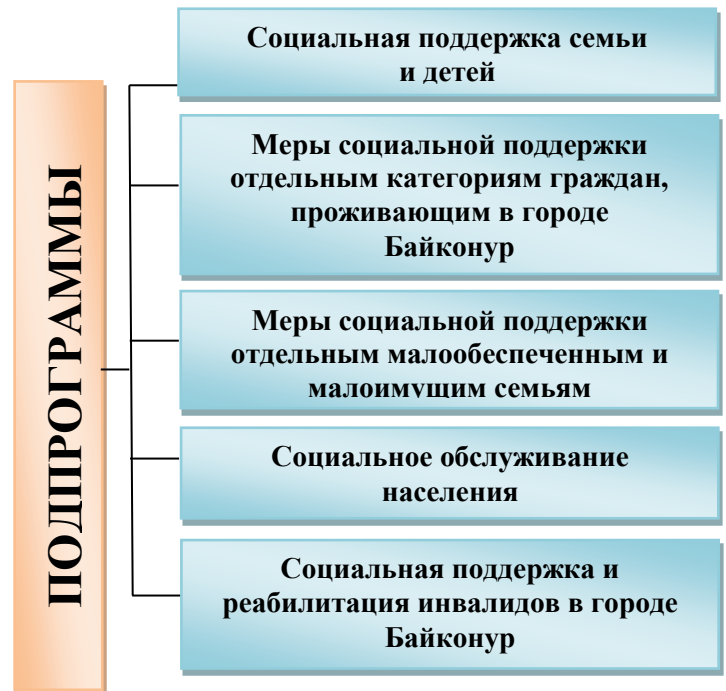 ПОДПРОГРАММЫ
Социальная поддержка семьи
и детей
Меры социальной поддержки
отдельным категориям граждан,
проживающим в городе
Байконур
Меры социальной поддержки
отдельным малообеспеченным и
малоимущим семьям
Социальное обслуживание
населения
Социальная поддержка и
реабилитация инвалидов в городе
Байконур